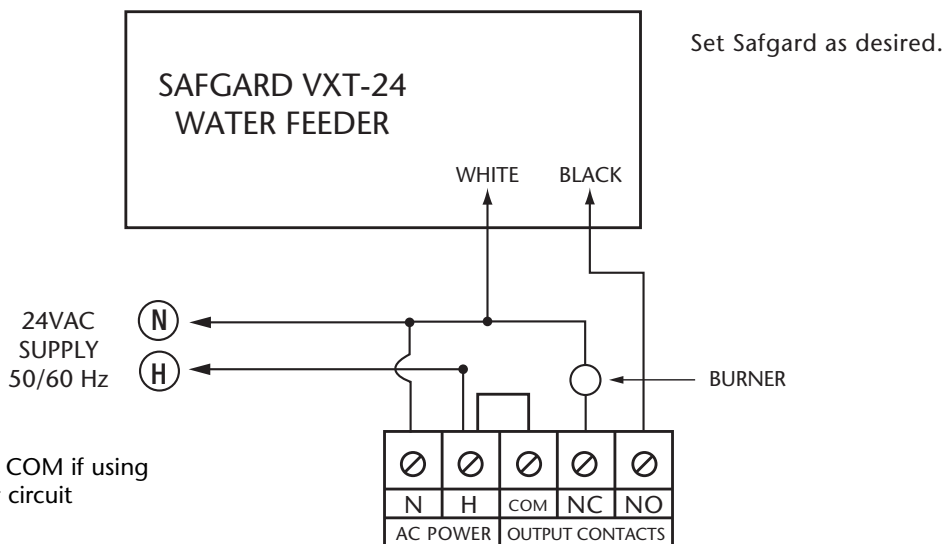 Set Safgard as desired.
SAFGARD VXT-24
WATER FEEDER
WHITE BLACK
24VAC
SUPPLY
50/60 Hz
N
H
BURNER
COM if using
circuit
N H COM NC NO
AC POWER OUTPUT CONTACTS